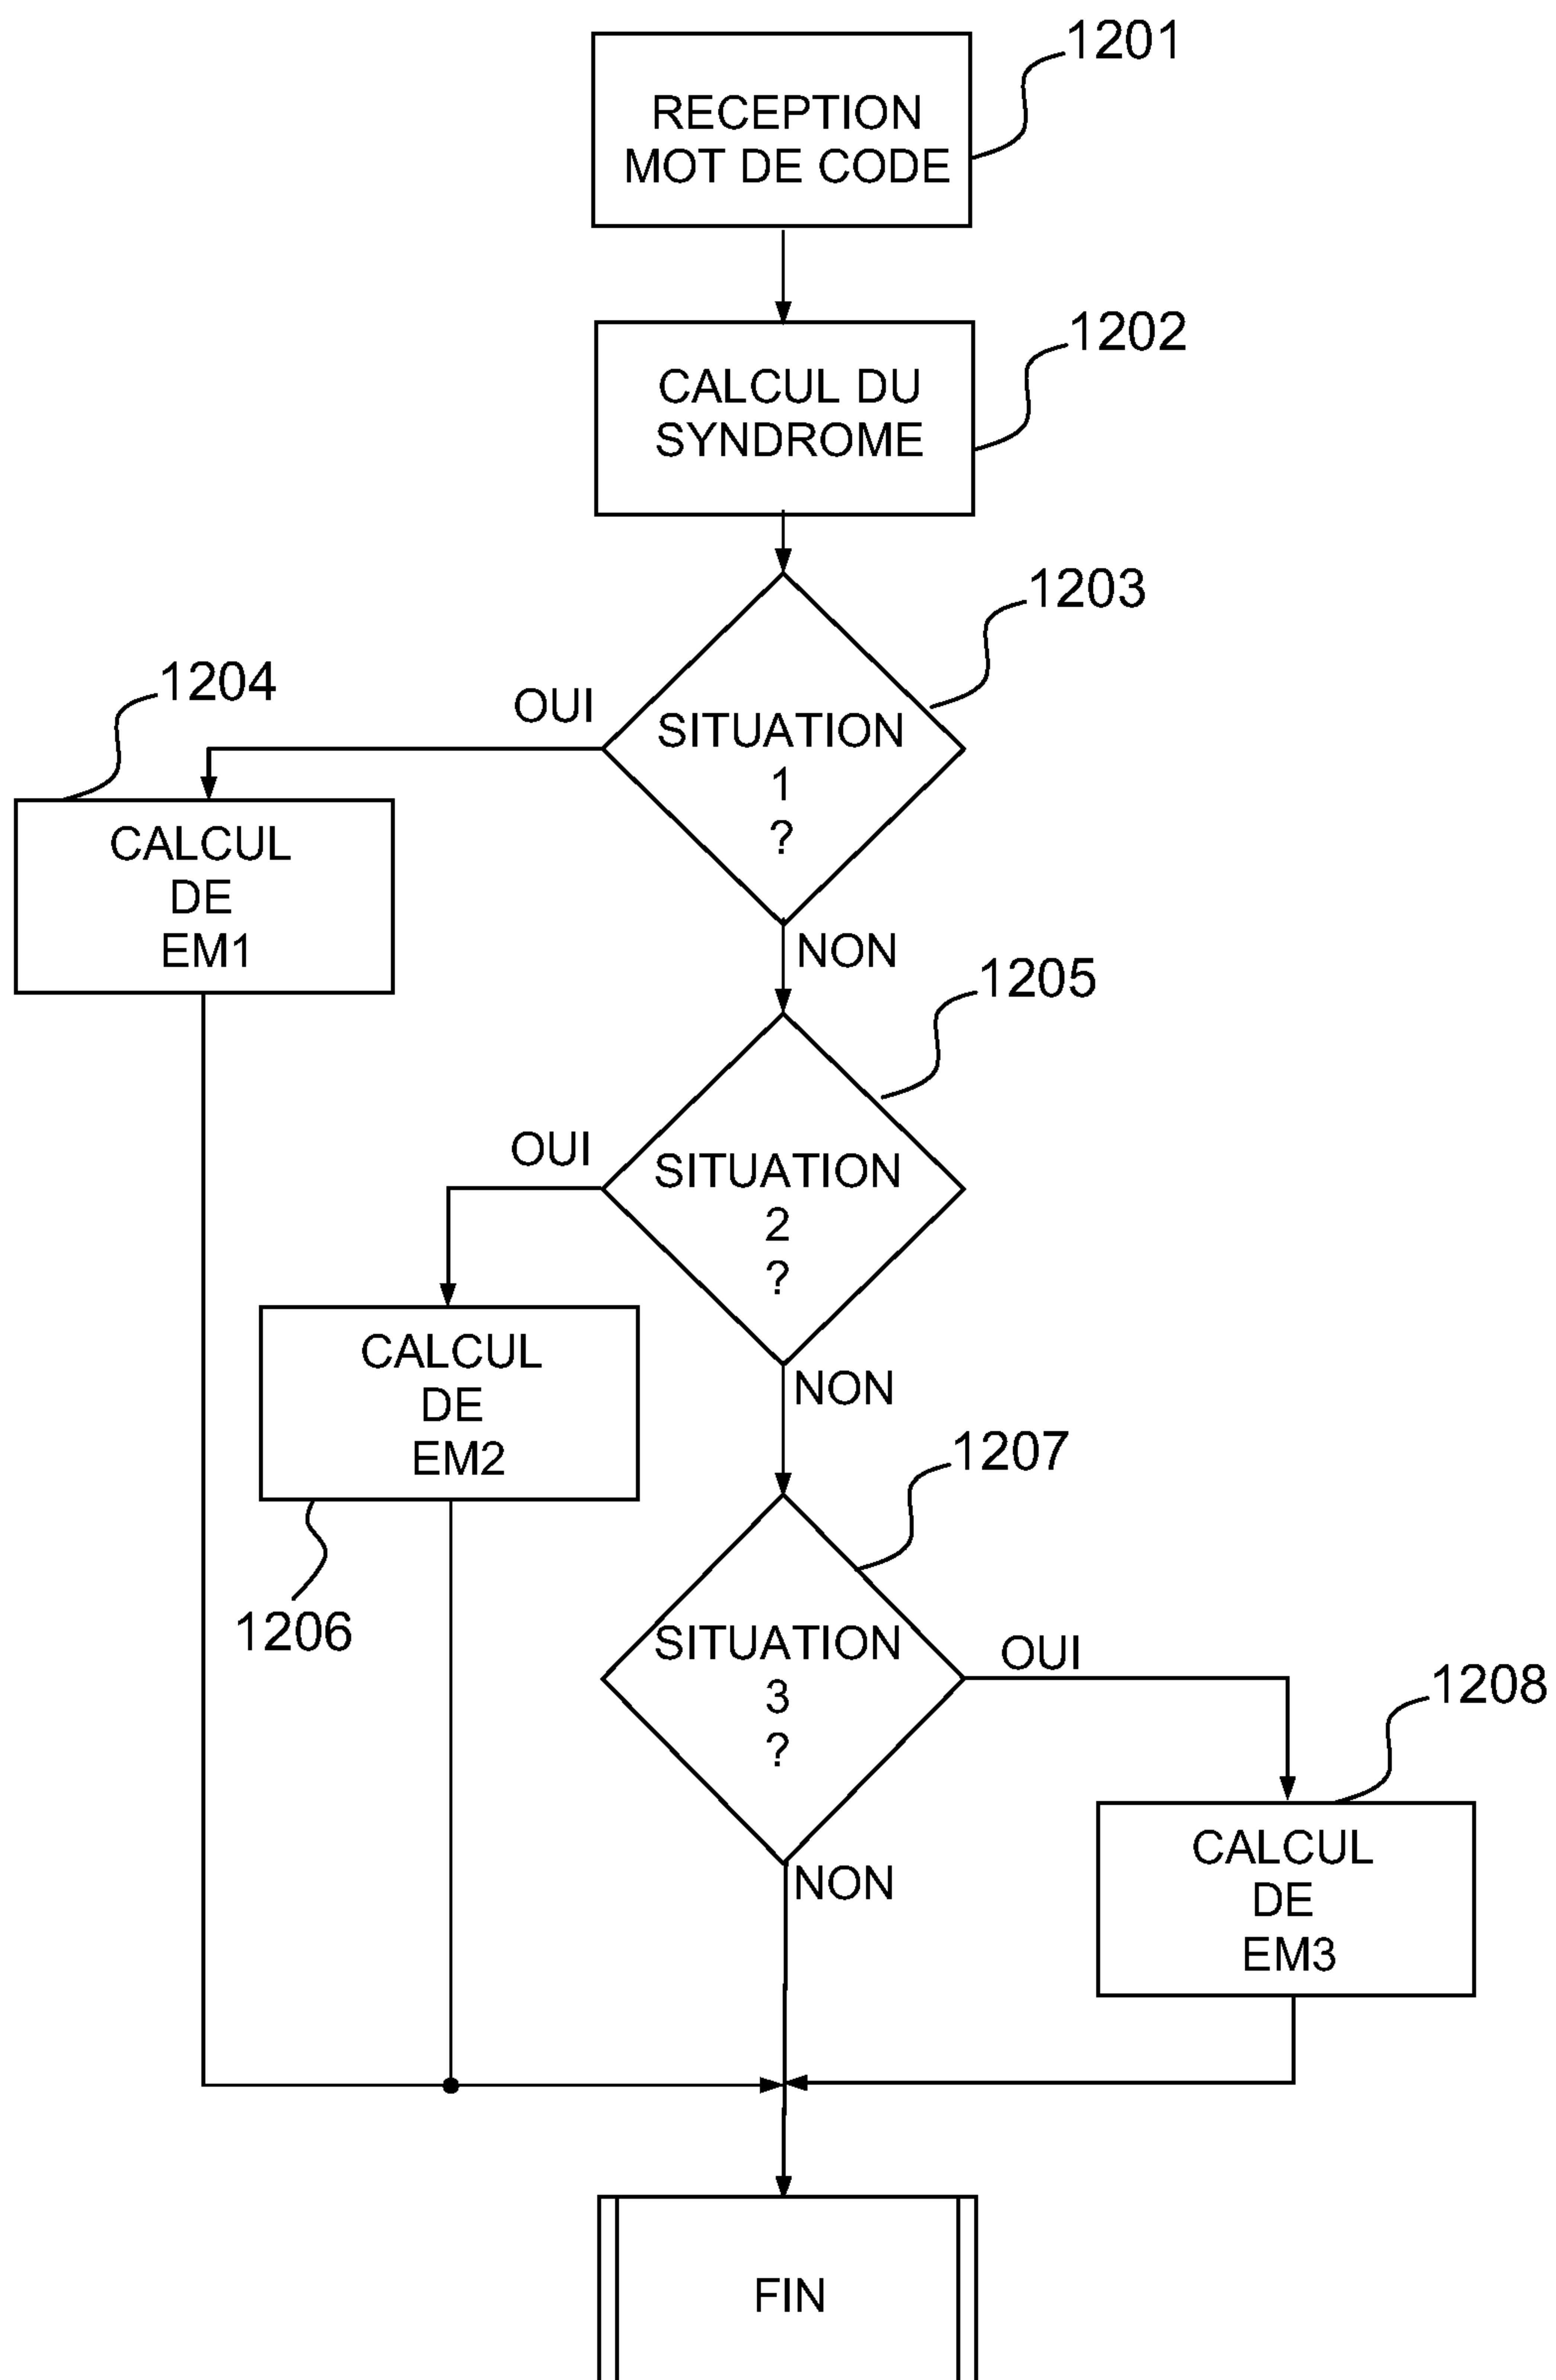 1201
RECEPTION
MOT DE CODE
1202
CALCUL DU
SYNDROME
1203
1204
OUI
SITUATION
1
?
CALCUL
DE
EM1
NON
1205
OUI
SITUATION
2
?
CALCUL
DE
EM2
NON
1206
1207
SITUATION
3
?
OUI
1208
CALCUL
DE
EM3
NON
FIN